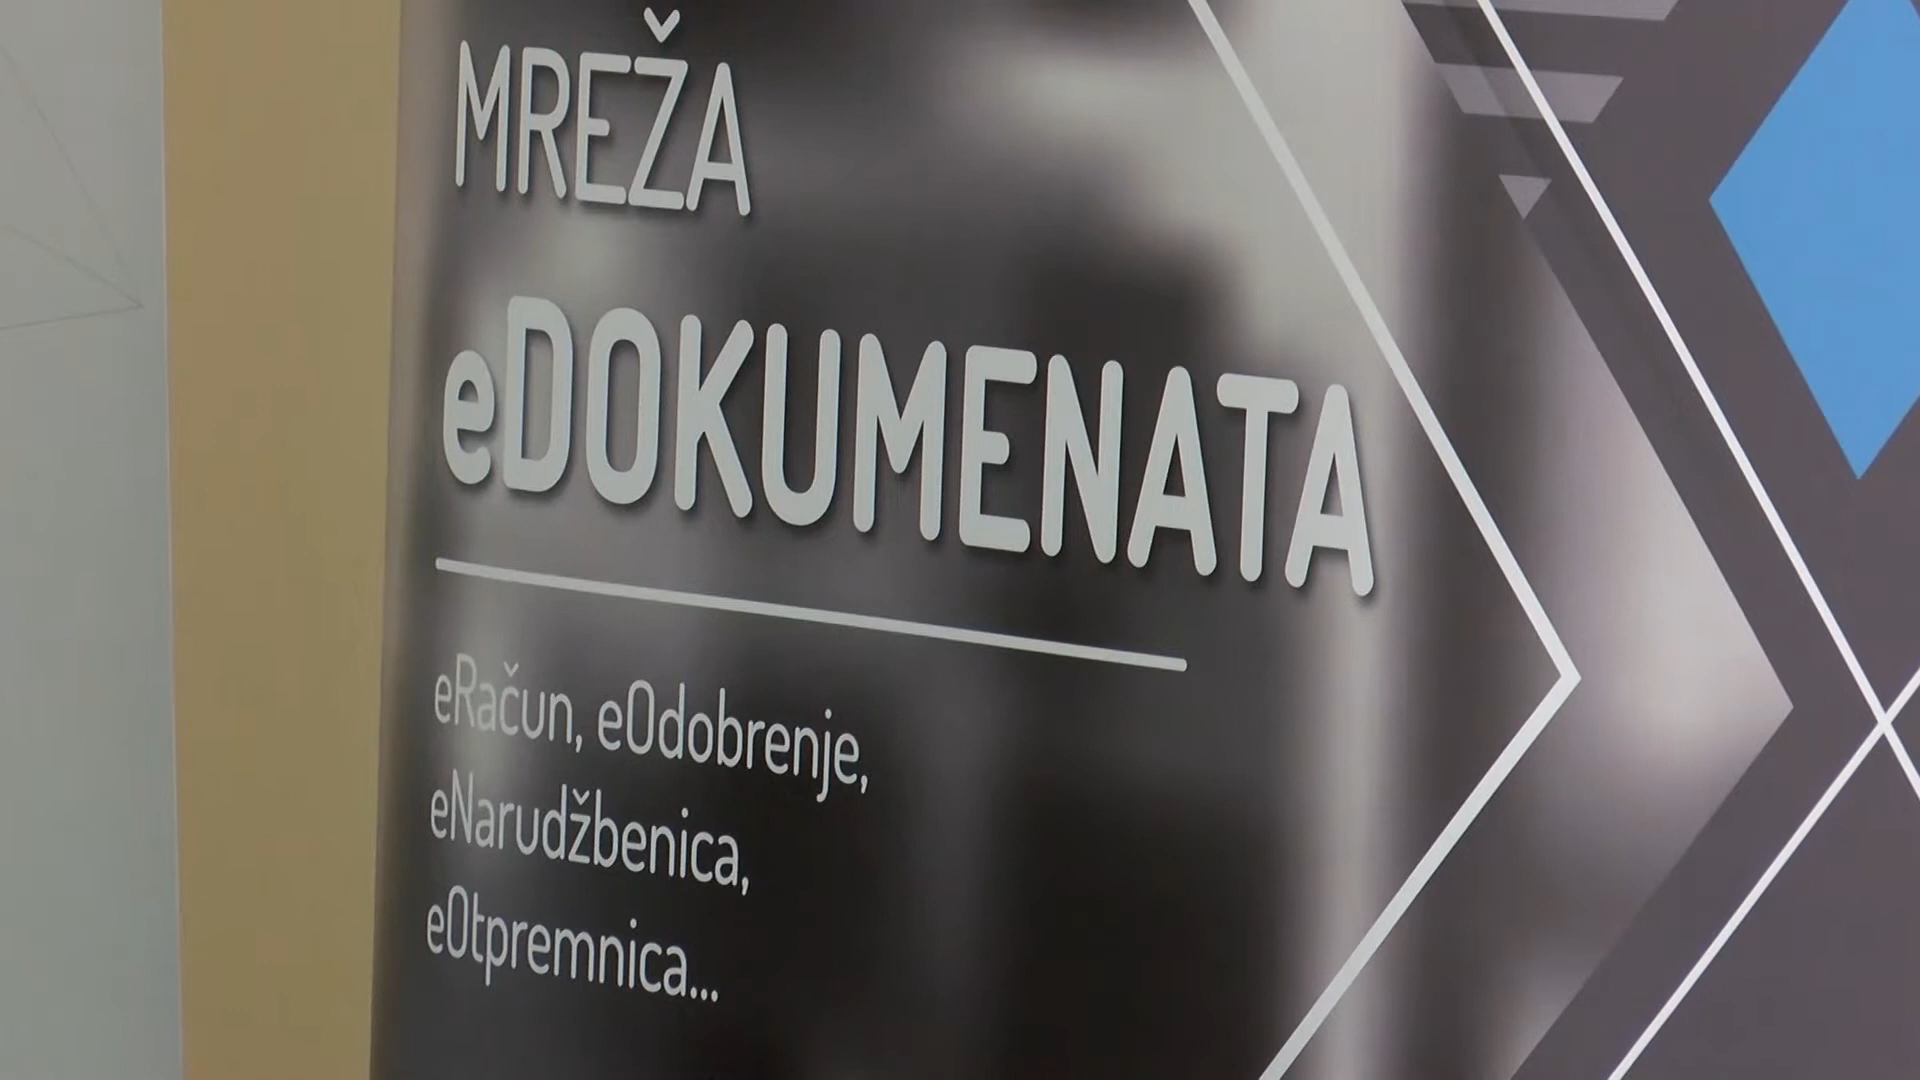 MREŽA
eDOKUMENATA
eRačun, eOdobrenje,
eNarudžbenica,
eOtpremnica...